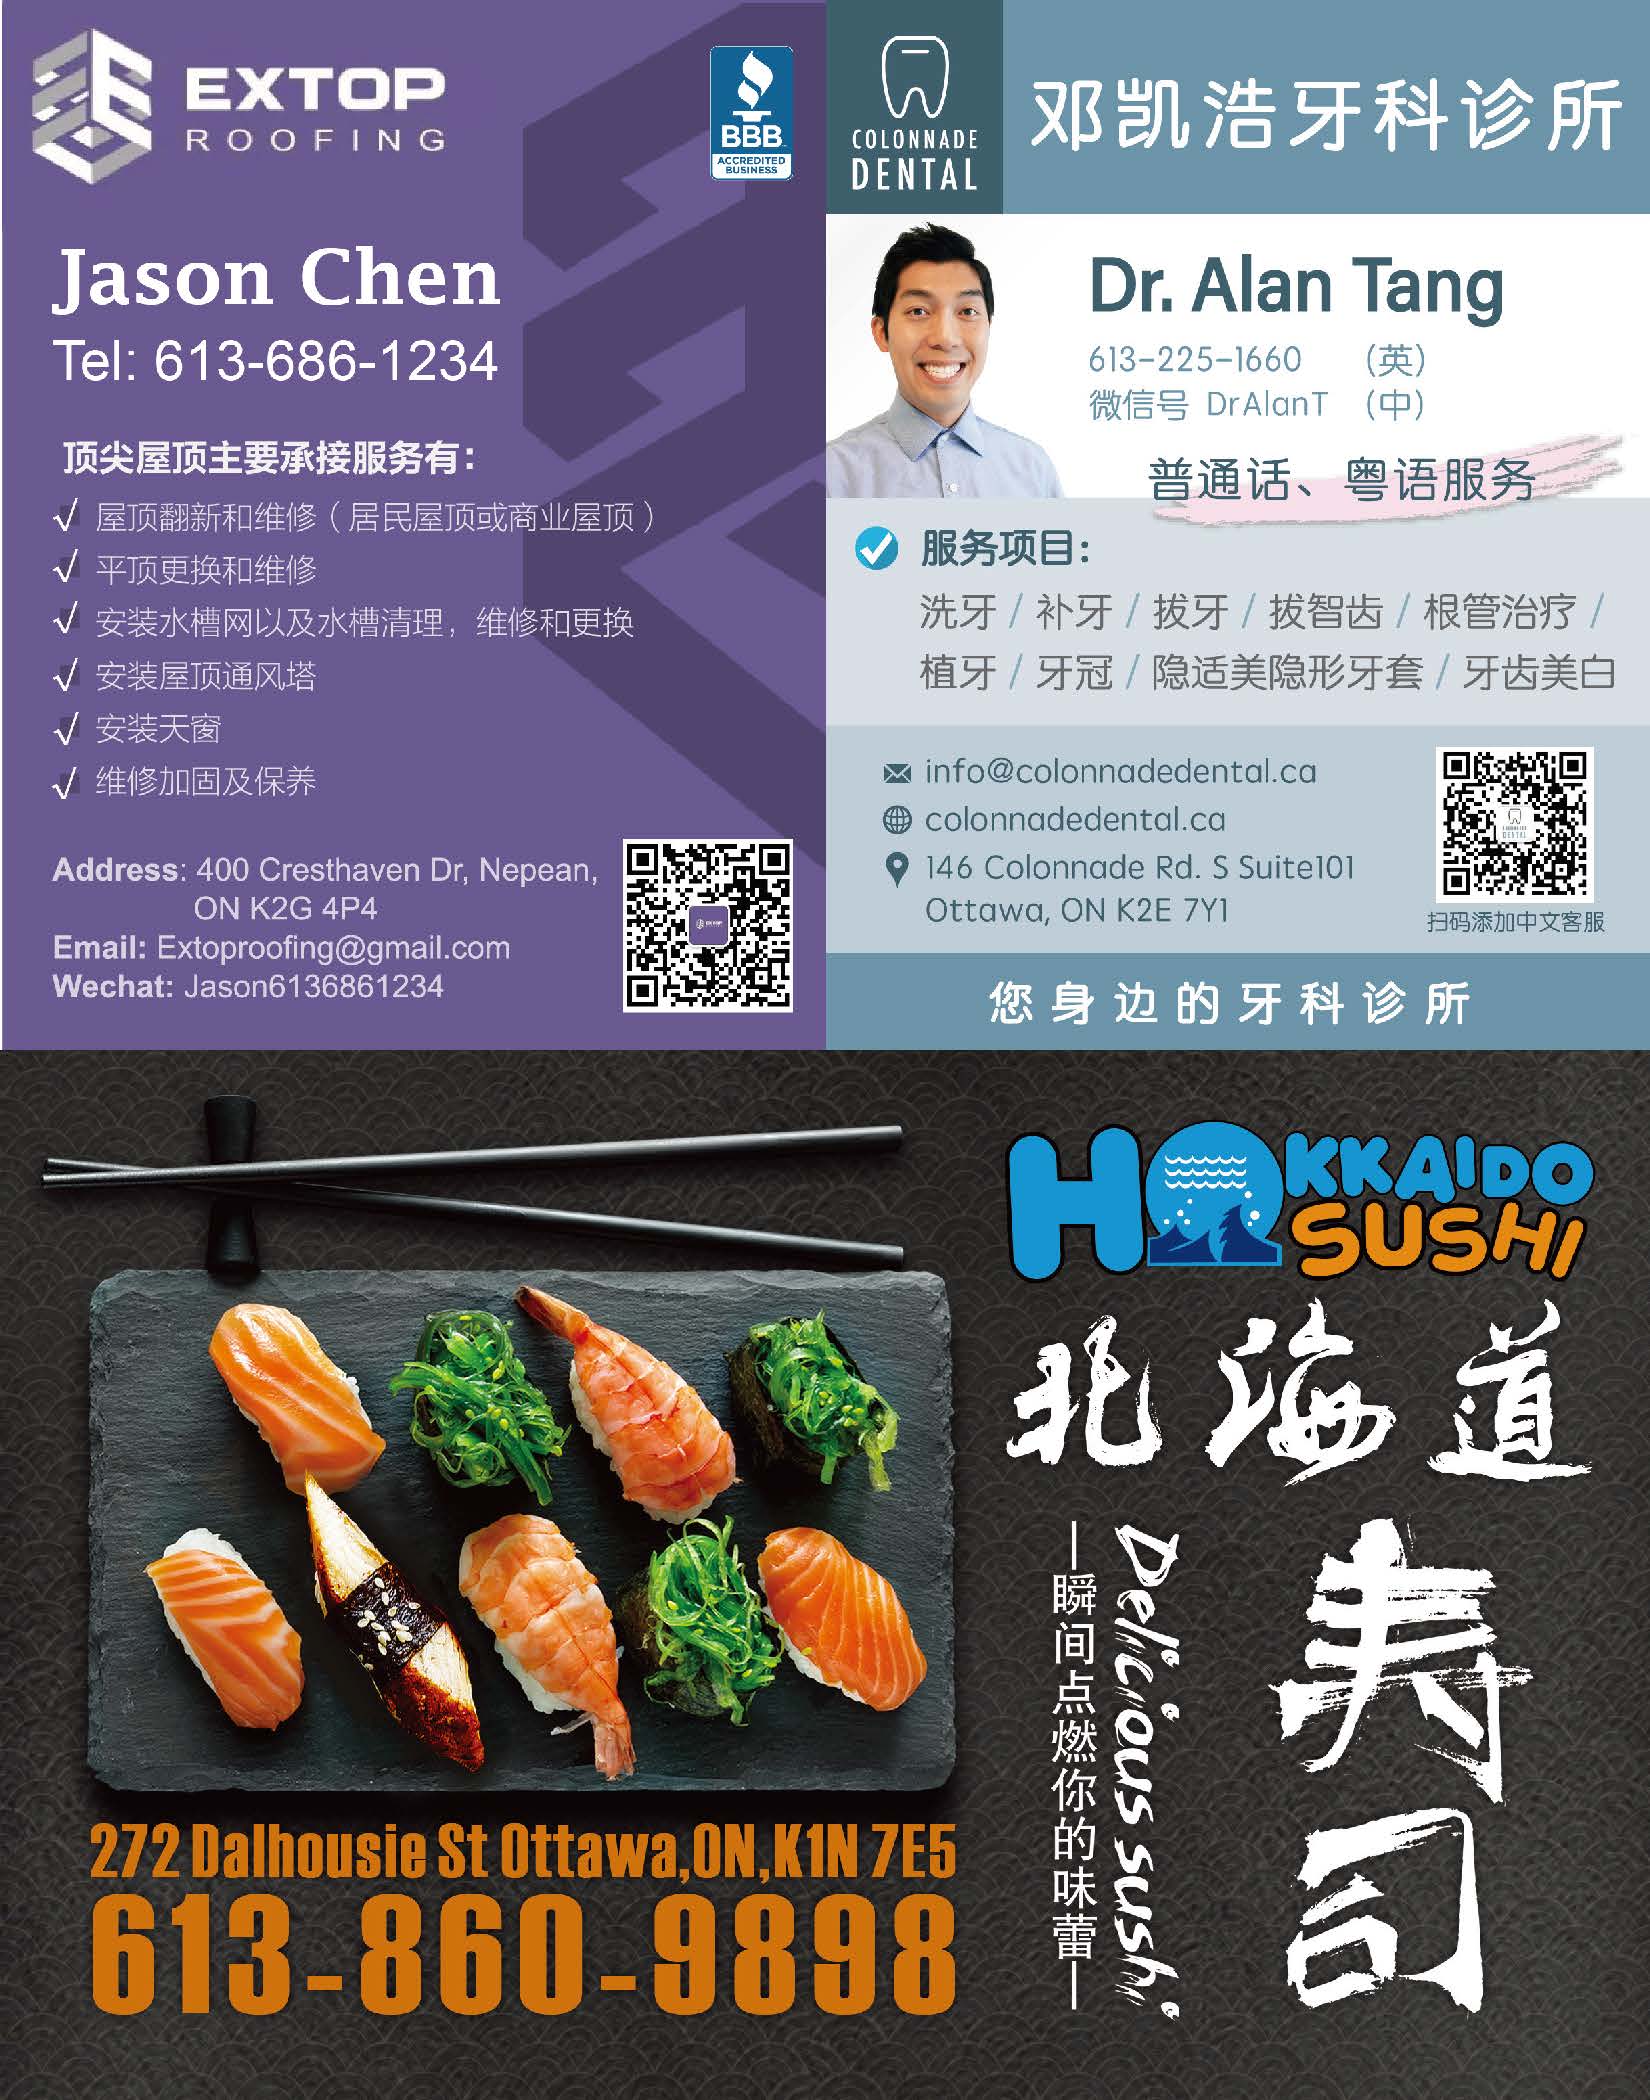 EXTOP
ROOFING
BBB
ACCREDITED
BUSINESS
Jason Chen
Tel: 613-686-1234
顶尖屋顶主要承接服务有：
√ 屋顶翻新和维修（居民屋顶或商业屋顶）
√ 平顶更换和维修
√ 安装水槽网以及水槽清理，维修和更换
√ 安装屋顶通风塔
√ 安装天窗
√ 维修加固及保养
Address: 400 Cresthaven Dr, Nepean,
ON K2G 4P4
Email: Extoproofing@gmail.com
Wechat: Jason6136861234
COLONNADE
DENTAL
邓凯浩牙科诊所
Dr. Alan Tang
613-225-1660 （英）
微信号 DrAlanT （中）
普通话、粤语服务
服务项目：
洗牙 / 补牙 / 拔牙 / 拔智齿 / 根管治疗 /
植牙 / 牙冠 / 隐适美隐形牙套 / 牙齿美白
info@colonnadedental.ca
colonnadedental.ca
146 Colonnade Rd. S Suite101
Ottawa, ON K2E 7Y1
扫码添加中文客服
您身边的牙科诊所
HOKKAIDO
SUSHI
北海道
寿司
Delicious sushi
—瞬间点燃你的味蕾—
272 Dalhousie St Ottawa,ON,K1N 7E5
613-860-9898